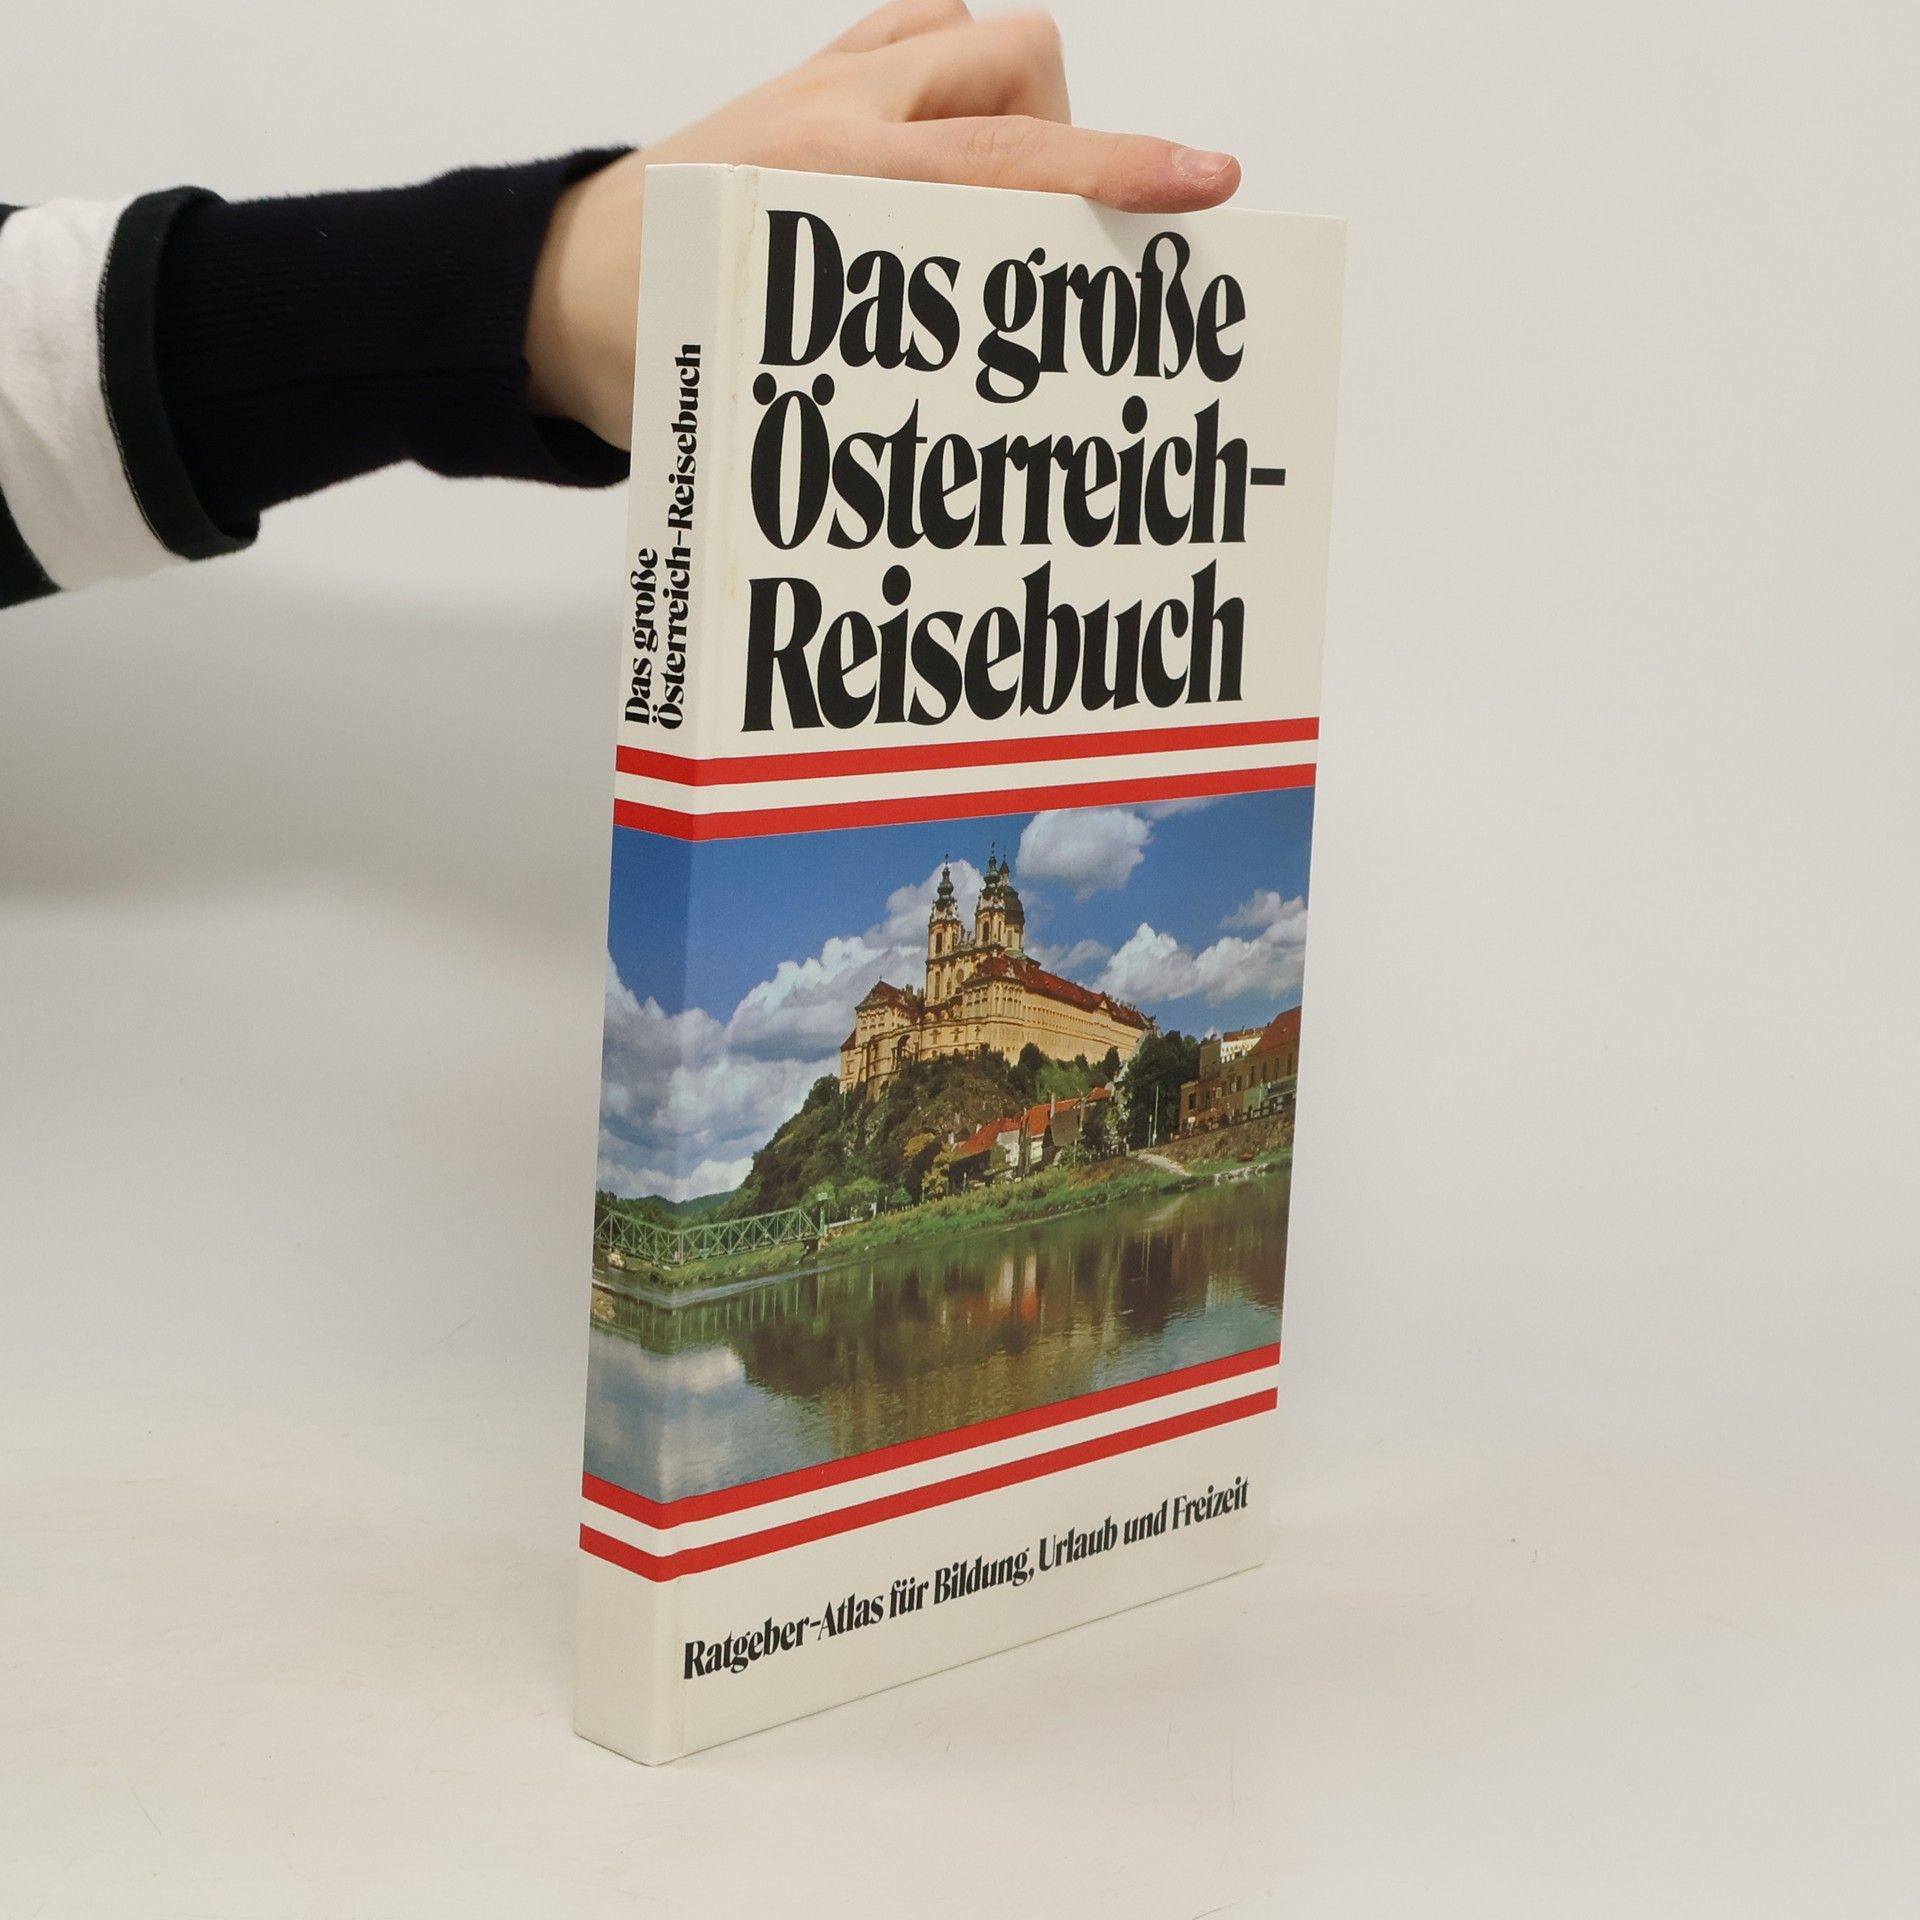 Das große
Österreich-Reisebuch
Das große
Österreich-
Reisebuch
Ratgeber-Atlas für Bildung, Urlaub und Freizeit